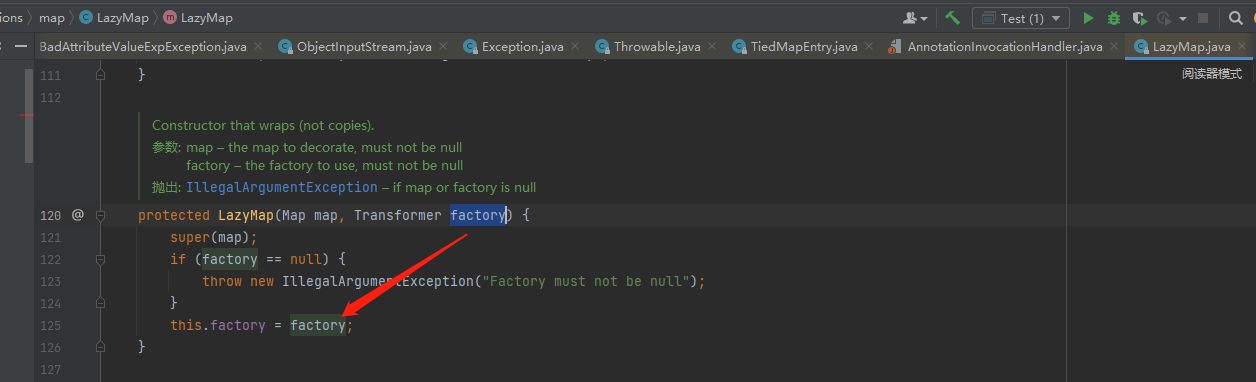 ions map LazyMap LazyMap Test (1)
BadAttributeValueExpException.java ObjectInputStream.java Exception.java Throwable.java TiedMapEntry.java AnnotationInvocationHandler.java LazyMap.java
阅读器模式
111 }
112
Constructor that wraps (not copies).
参数: map – the map to decorate, must not be null
factory – the factory to use, must not be null
抛出: IllegalArgumentException – if map or factory is null
120 @ protected LazyMap(Map map, Transformer factory) {
121 super(map);
122 if (factory == null) {
123 throw new IllegalArgumentException("Factory must not be null");
124 }
125 this.factory = factory;
126 }
127